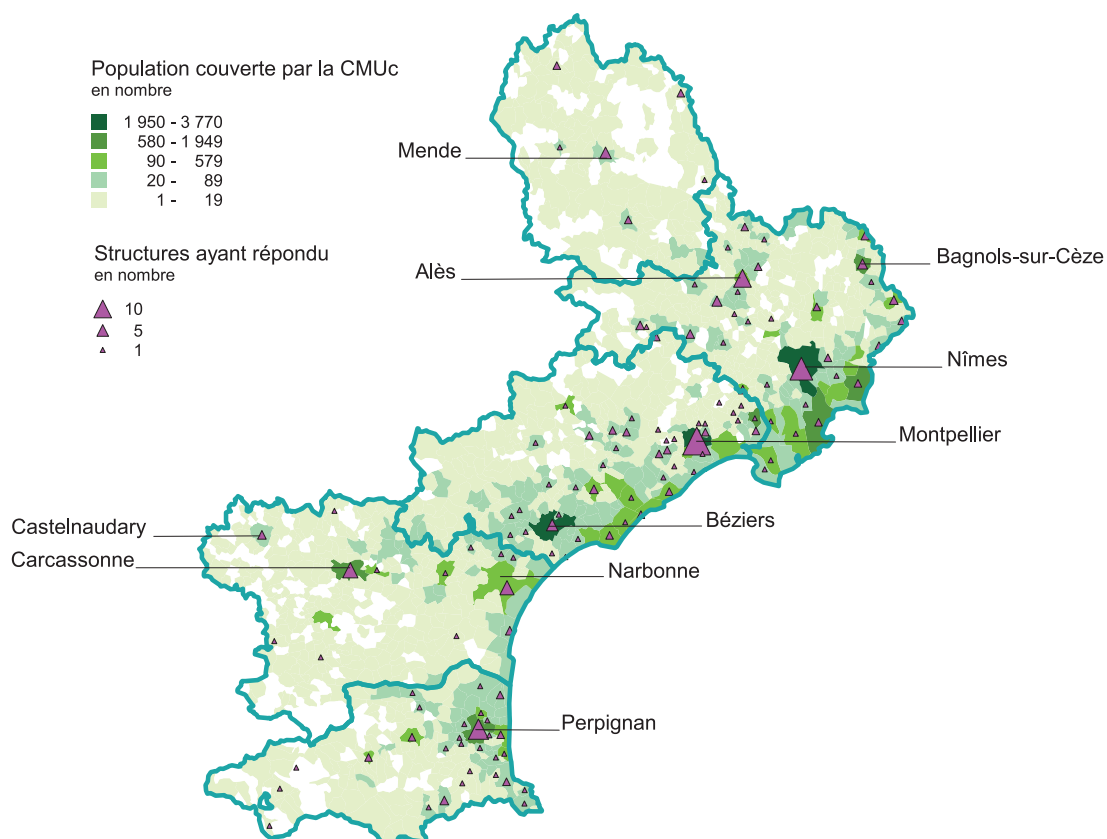 Population couverte par la CMUc
en nombre
1 950 - 3 770
580 - 1 949
90 - 579
20 - 89
1 - 19
Structures ayant répondu
en nombre
10
5
1
Mende
Alès
Bagnols-sur-Cèze
Nîmes
Montpellier
Castelnaudary
Béziers
Carcassonne
Narbonne
Perpignan